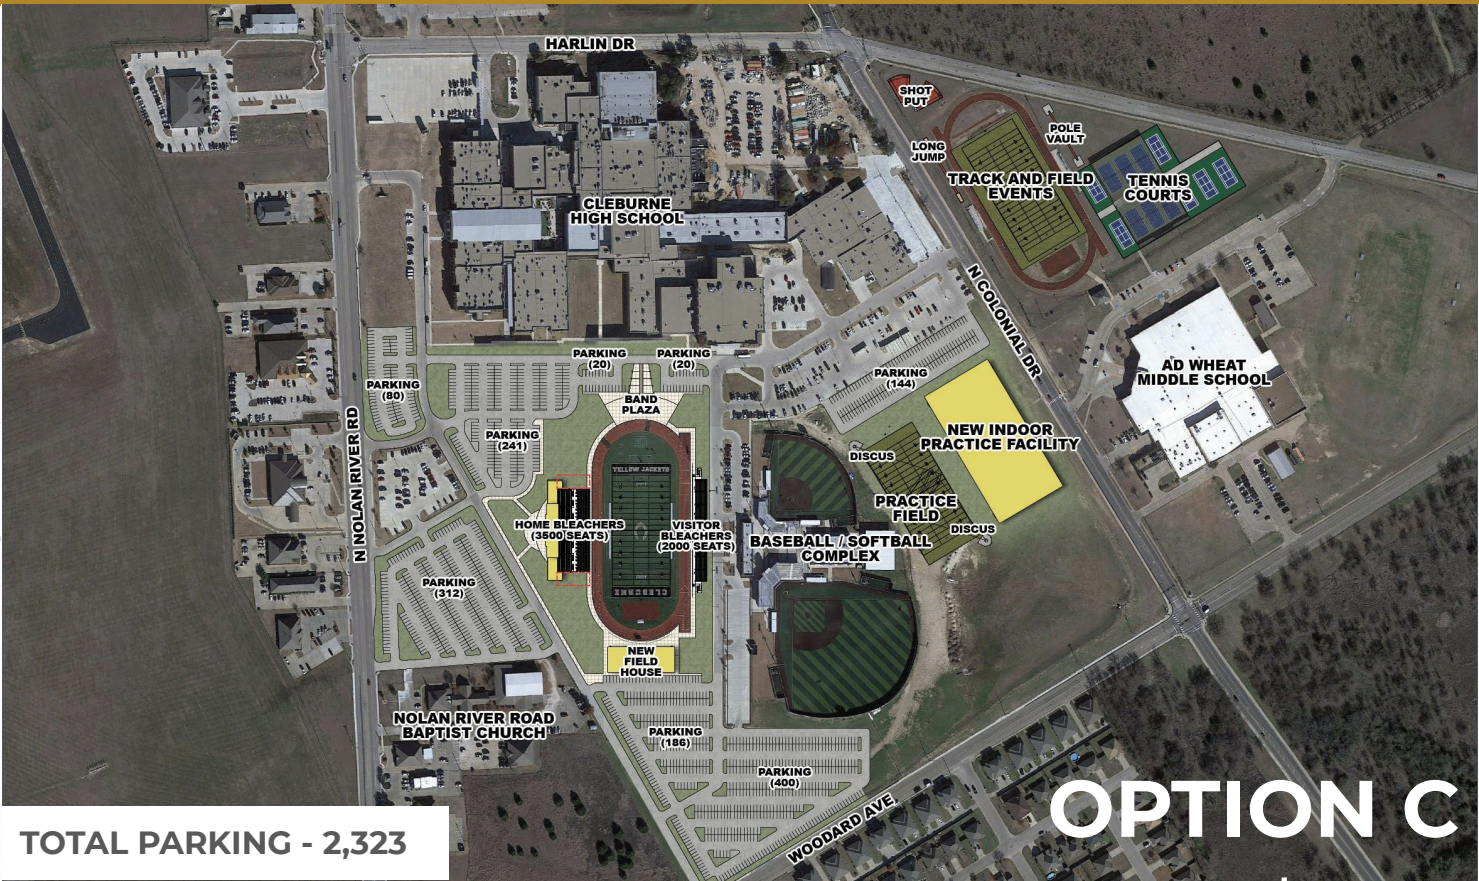 HARLIN DR
SHOT
PUT
POLE
VAULT
LONG
JUMP
TRACK AND FIELD
EVENTS
TENNIS
COURTS
CLEBURNE
HIGH SCHOOL
N COLONIAL DR
PARKING
(20)
PARKING
(20)
PARKING
(80)
PARKING
(144)
AD WHEAT
MIDDLE SCHOOL
BAND
PLAZA
NEW INDOOR
PRACTICE FACILITY
PARKING
(241)
DISCUS
YELLOW JACKETS
N NOLAN RIVER RD
PRACTICE
FIELD
DISCUS
HOME BLEACHERS
(3500 SEATS)
VISITOR
BLEACHERS
(2000 SEATS)
BASEBALL / SOFTBALL
COMPLEX
PARKING
(312)
CLEBURNE
NEW
FIELD
HOUSE
NOLAN RIVER ROAD
BAPTIST CHURCH
PARKING
(186)
PARKING
(400)
WOODARD AVE
OPTION C
TOTAL PARKING - 2,323